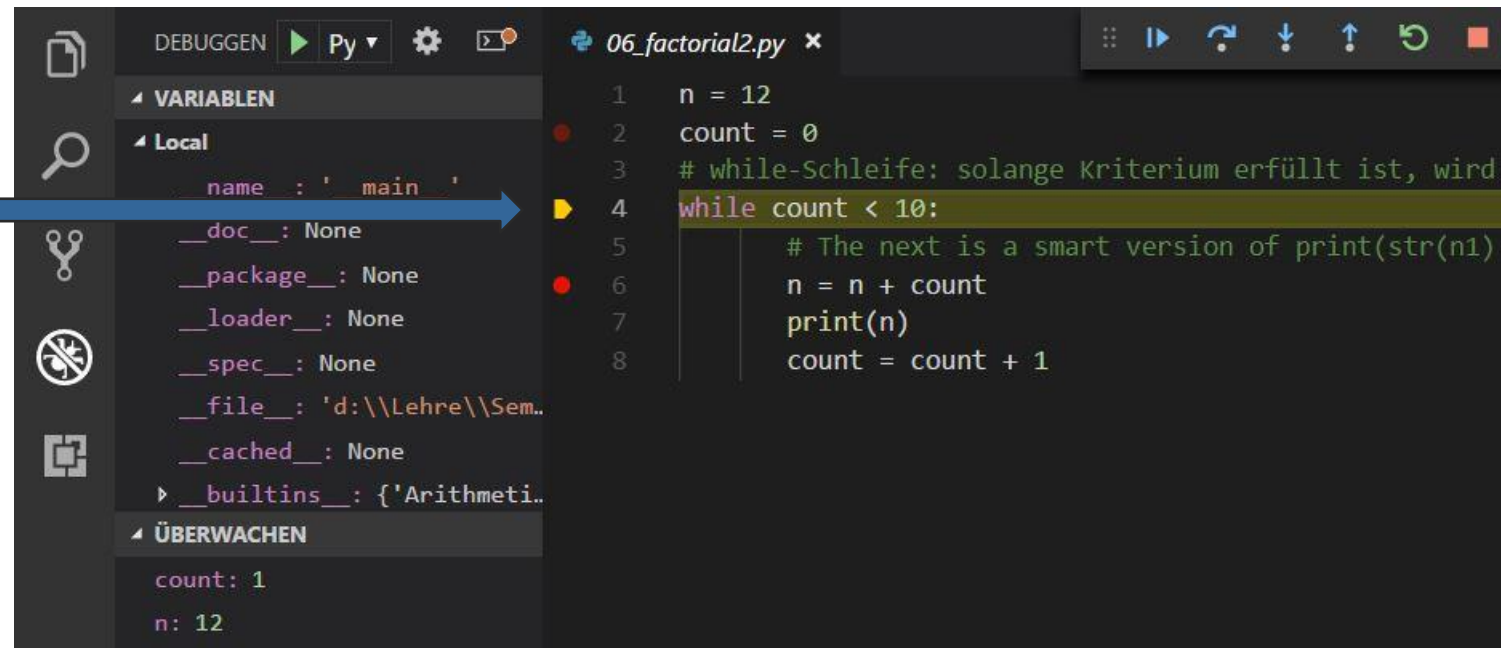 DEBUGGEN Py
VARIABLEN
Local
__name__: '__main__'
__doc__: None
__package__: None
__loader__: None
__spec__: None
__file__: 'd:\\Lehre\\Sem…
__cached__: None
__builtins__: {'Arithmeti…
ÜBERWACHEN
count: 1
n: 12
06_factorial2.py ×
1 n = 12
2 count = 0
3 # while-Schleife: solange Kriterium erfüllt ist, wird
4 while count < 10:
5 # The next is a smart version of print(str(n1)
6 n = n + count
7 print(n)
8 count = count + 1